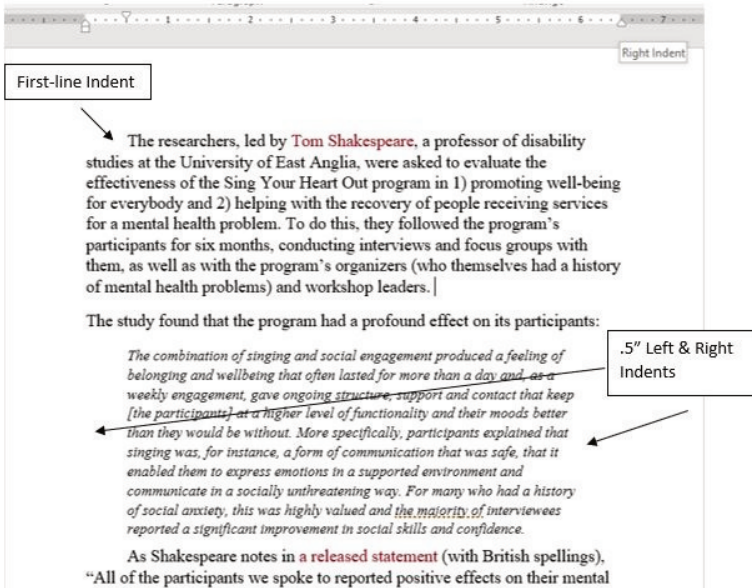 1 2 3 4 5 6 7
Right Indent
First-line Indent
The researchers, led by Tom Shakespeare, a professor of disability
studies at the University of East Anglia, were asked to evaluate the
effectiveness of the Sing Your Heart Out program in 1) promoting well-being
for everybody and 2) helping with the recovery of people receiving services
for a mental health problem. To do this, they followed the program’s
participants for six months, conducting interviews and focus groups with
them, as well as with the program’s organizers (who themselves had a history
of mental health problems) and workshop leaders.
The study found that the program had a profound effect on its participants:
.5” Left & Right
Indents
The combination of singing and social engagement produced a feeling of
belonging and wellbeing that often lasted for more than a day and, as a
weekly engagement, gave ongoing structure, support and contact that keep
[the participants] at a higher level of functionality and their moods better
than they would be without. More specifically, participants explained that
singing was, for instance, a form of communication that was safe, that it
enabled them to express emotions in a supported environment and
communicate in a socially unthreatening way. For many who had a history
of social anxiety, this was highly valued and the majority of interviewees
reported a significant improvement in social skills and confidence.
As Shakespeare notes in a released statement (with British spellings),
“All of the participants we spoke to reported positive effects on their mental